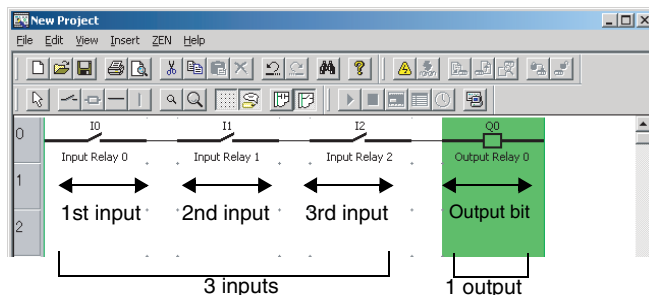 New Project
File Edit View Insert ZEN Help
0 I0 I1 I2 Q0
Input Relay 0 Input Relay 1 Input Relay 2 Output Relay 0
1
1st input 2nd input 3rd input Output bit
2
3 inputs 1 output